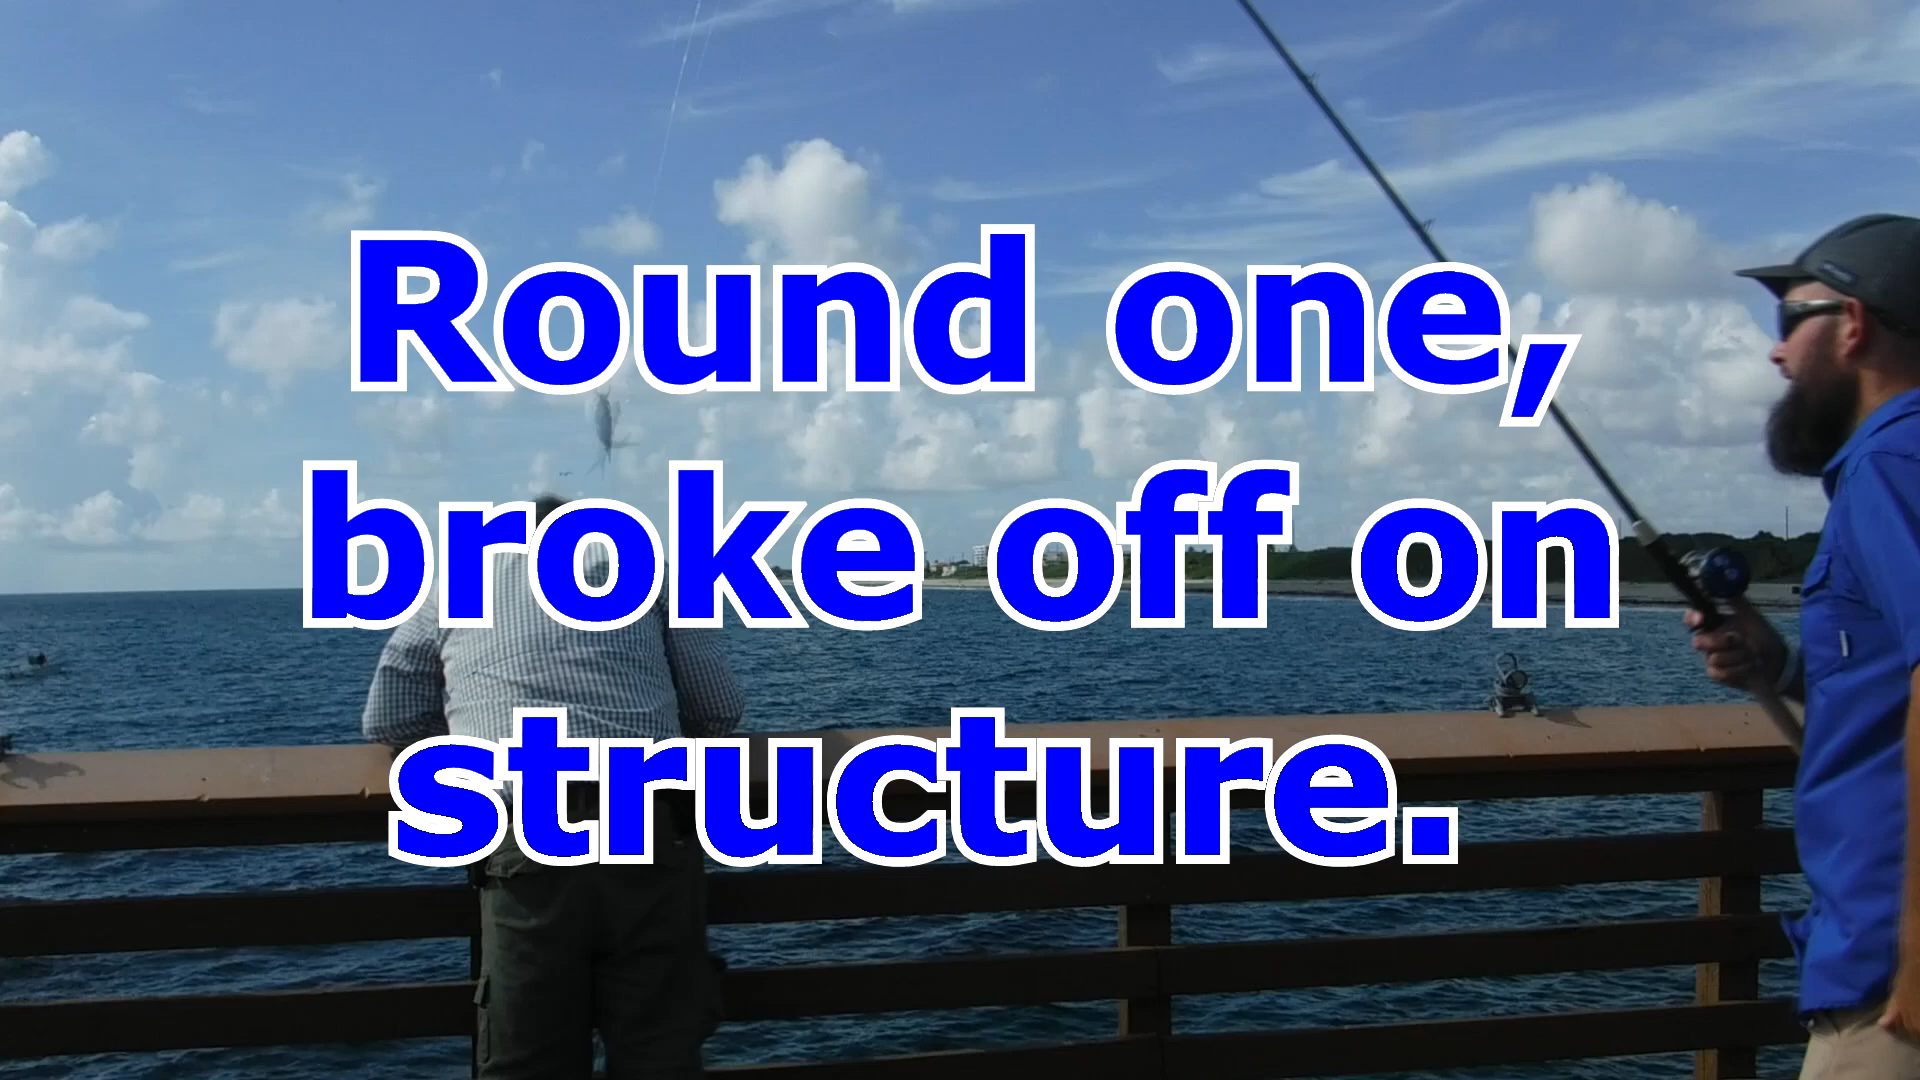 Round one,
broke off on
structure.